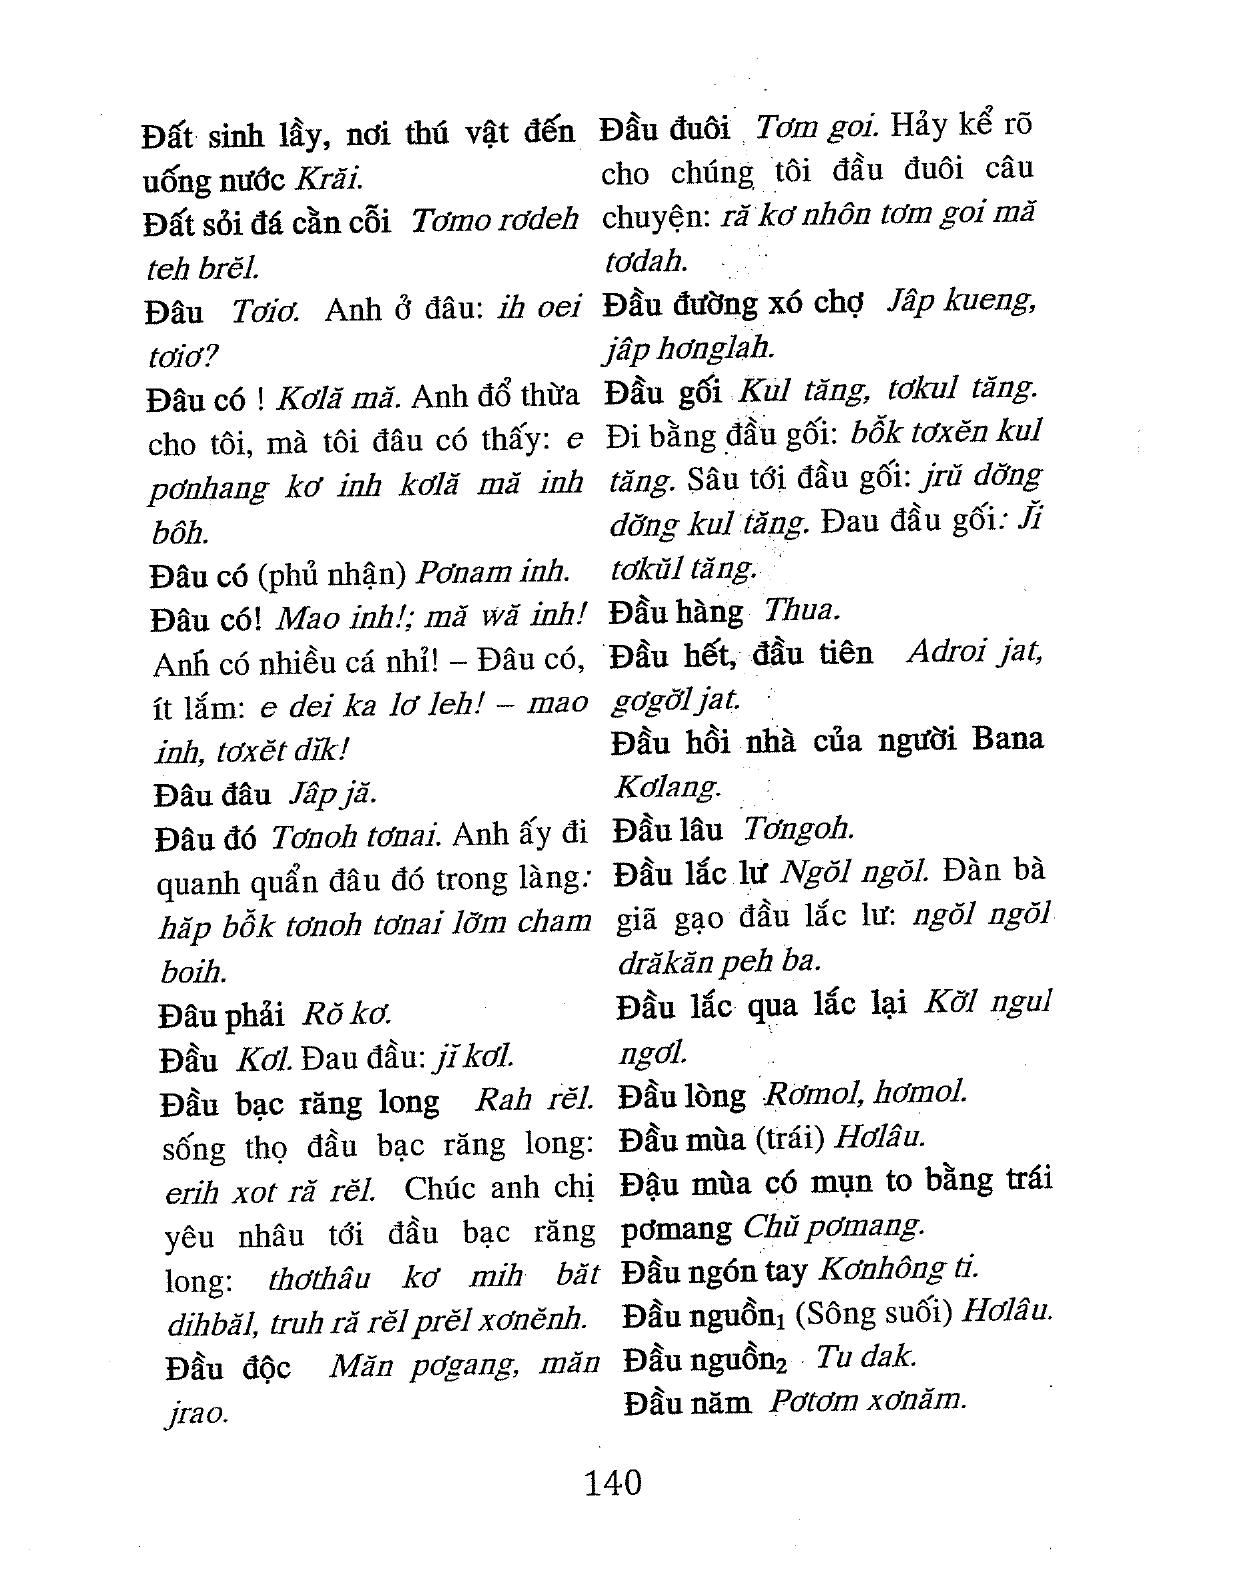 Đất sinh lầy, nơi thú vật đến
uống nước Krăi.
Đất sỏi đá cằn cỗi Tơmo rơdeh
teh brĕl.
Đâu Tơiơ. Anh ở đâu: ih oei
tơiơ?
Đâu có ! Kơlă mă. Anh đổ thừa
cho tôi, mà tôi đâu có thấy: e
pơnhang kơ inh kơlă mă inh
bôh.
Đâu có (phủ nhận) Pơnam inh.
Đâu có! Mao inh!; mă wă inh!
Anh có nhiều cá nhỉ! – Đâu có,
ít lắm: e dei ka lơ leh! – mao
inh, tơxĕt dĭk!
Đâu đâu Jâp jă.
Đâu đó Tơnoh tơnai. Anh ấy đi
quanh quẩn đâu đó trong làng:
hăp bô̆k tơnoh tơnai lơ̆m cham
boih.
Đâu phải Rŏ kơ.
Đầu Kơl. Đau đầu: jĭ kơl.
Đầu bạc răng long Rah rĕl.
sống thọ đầu bạc răng long:
erih xot ră rĕl. Chúc anh chị
yêu nhâu tới đầu bạc răng
long: thơthâu kơ mih băt
dihbăl, truh ră rĕl prĕl xơnĕnh.
Đầu độc Măn pơgang, măn
jrao.
Đầu đuôi Tơm goi. Hảy kể rõ
cho chúng tôi đầu đuôi câu
chuyện: ră kơ nhôn tơm goi mă
tơdah.
Đầu đường xó chợ Jâp kueng,
jâp hơnglah.
Đầu gối Kul tăng, tơkul tăng.
Đi bằng đầu gối: bô̆k tơxĕn kul
tăng. Sâu tới đầu gối: jrŭ dơ̆ng
dơ̆ng kul tăng. Đau đầu gối: Jĭ
tơkŭl tăng.
Đầu hàng Thua.
Đầu hết, đầu tiên Adroi jat,
gơgơ̆l jat.
Đầu hồi nhà của người Bana
Kơlang.
Đầu lâu Tơngoh.
Đầu lắc lư Ngŏl ngŏl. Đàn bà
giã gạo đầu lắc lư: ngŏl ngŏl
drăkăn peh ba.
Đầu lắc qua lắc lại Kơ̆l ngul
ngơl.
Đầu lòng Rơmol, hơmol.
Đầu mùa (trái) Hơlâu.
Đậu mùa có mụn to bằng trái
pơmang Chŭ pơmang.
Đầu ngón tay Kơnhông ti.
Đầu nguồn₁ (Sông suối) Hơlâu.
Đầu nguồn₂ Tu dak.
Đầu năm Pơtơm xơnăm.
140